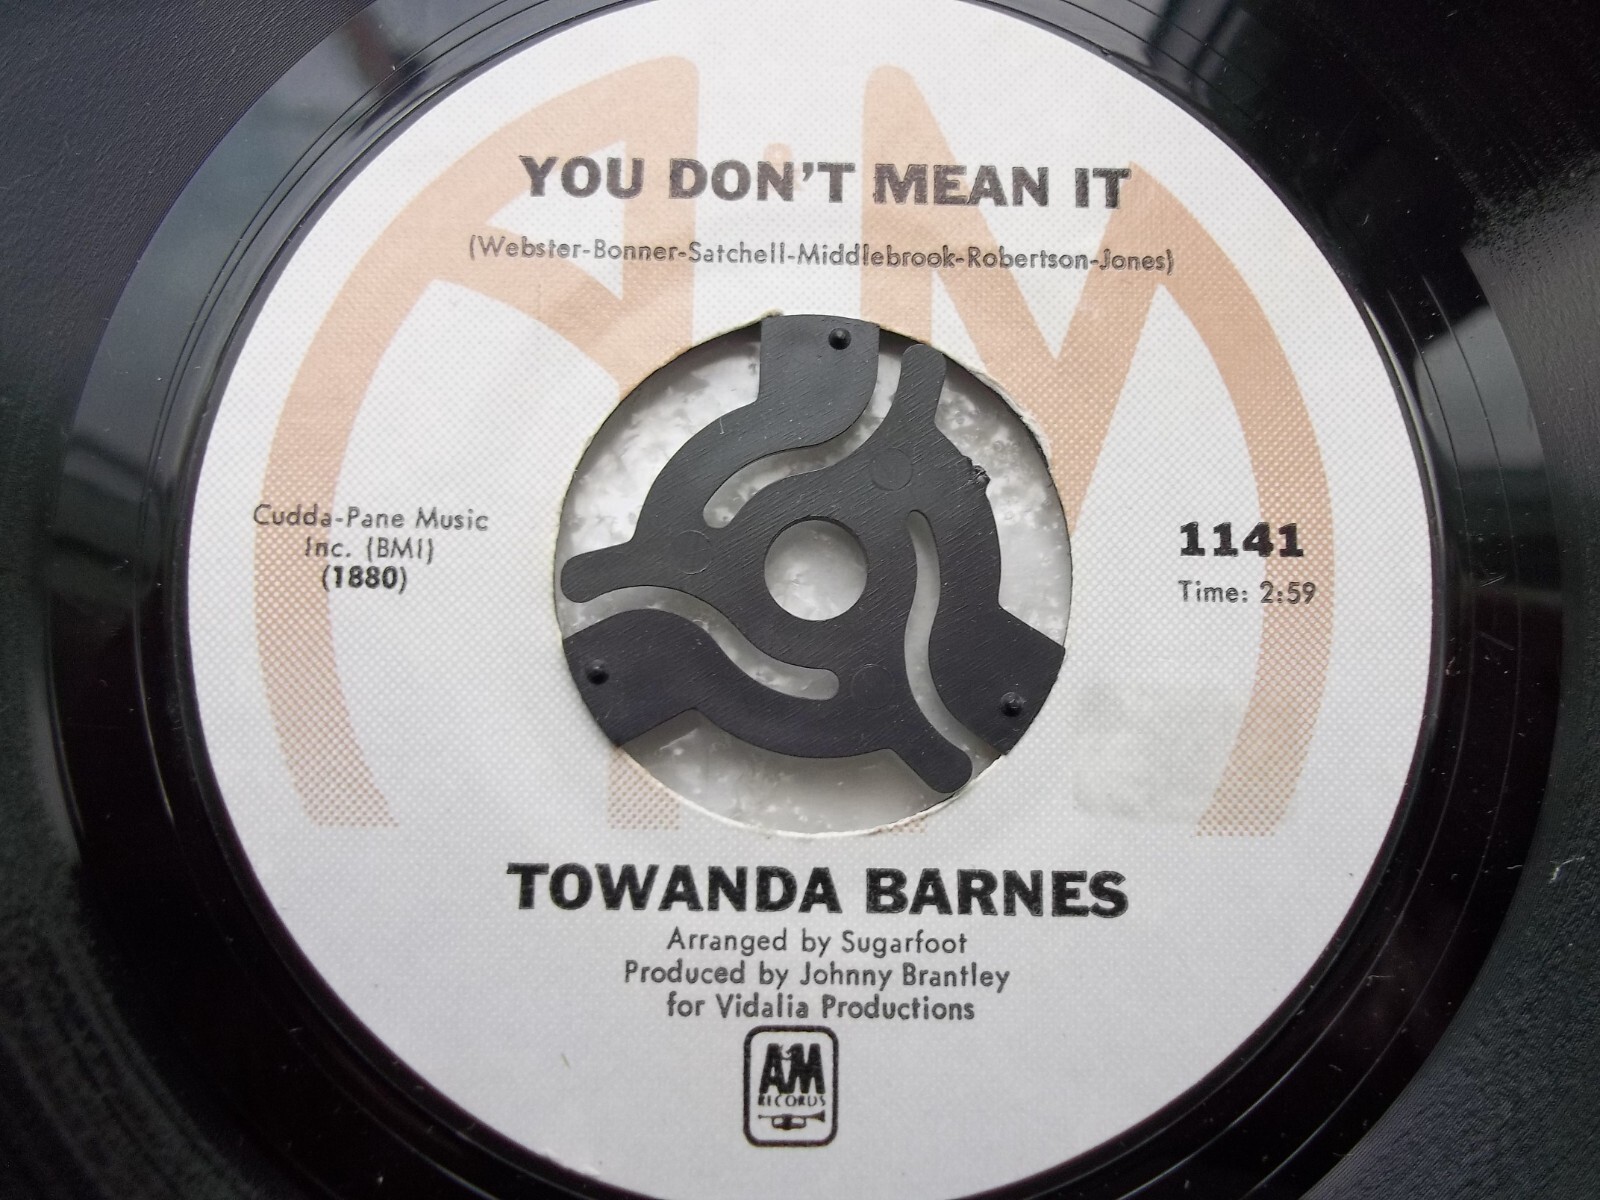 YOU DON'T MEAN IT
(Webster-Bonner-Satchell-Middlebrook-Robertson-Jones)
Cudda-Pane Music
Inc. (BMI)
(1880)
1141
Time: 2:59
TOWANDA BARNES
Arranged by Sugarfoot
Produced by Johnny Brantley
for Vidalia Productions
A&M
RECORDS